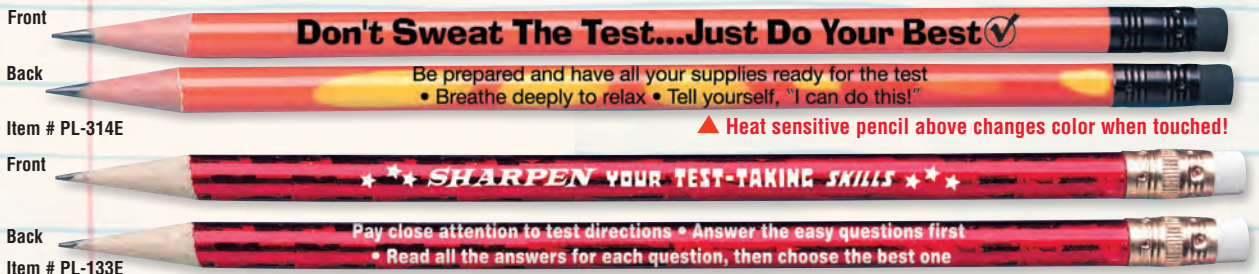 Front
Don't Sweat The Test...Just Do Your Best
Back
Be prepared and have all your supplies ready for the test
• Breathe deeply to relax • Tell yourself, "I can do this!"
Item # PL-314E
Heat sensitive pencil above changes color when touched!
Front
SHARPEN YOUR TEST-TAKING SKILLS
Back
Pay close attention to test directions • Answer the easy questions first
• Read all the answers for each question, then choose the best one
Item # PL-133E